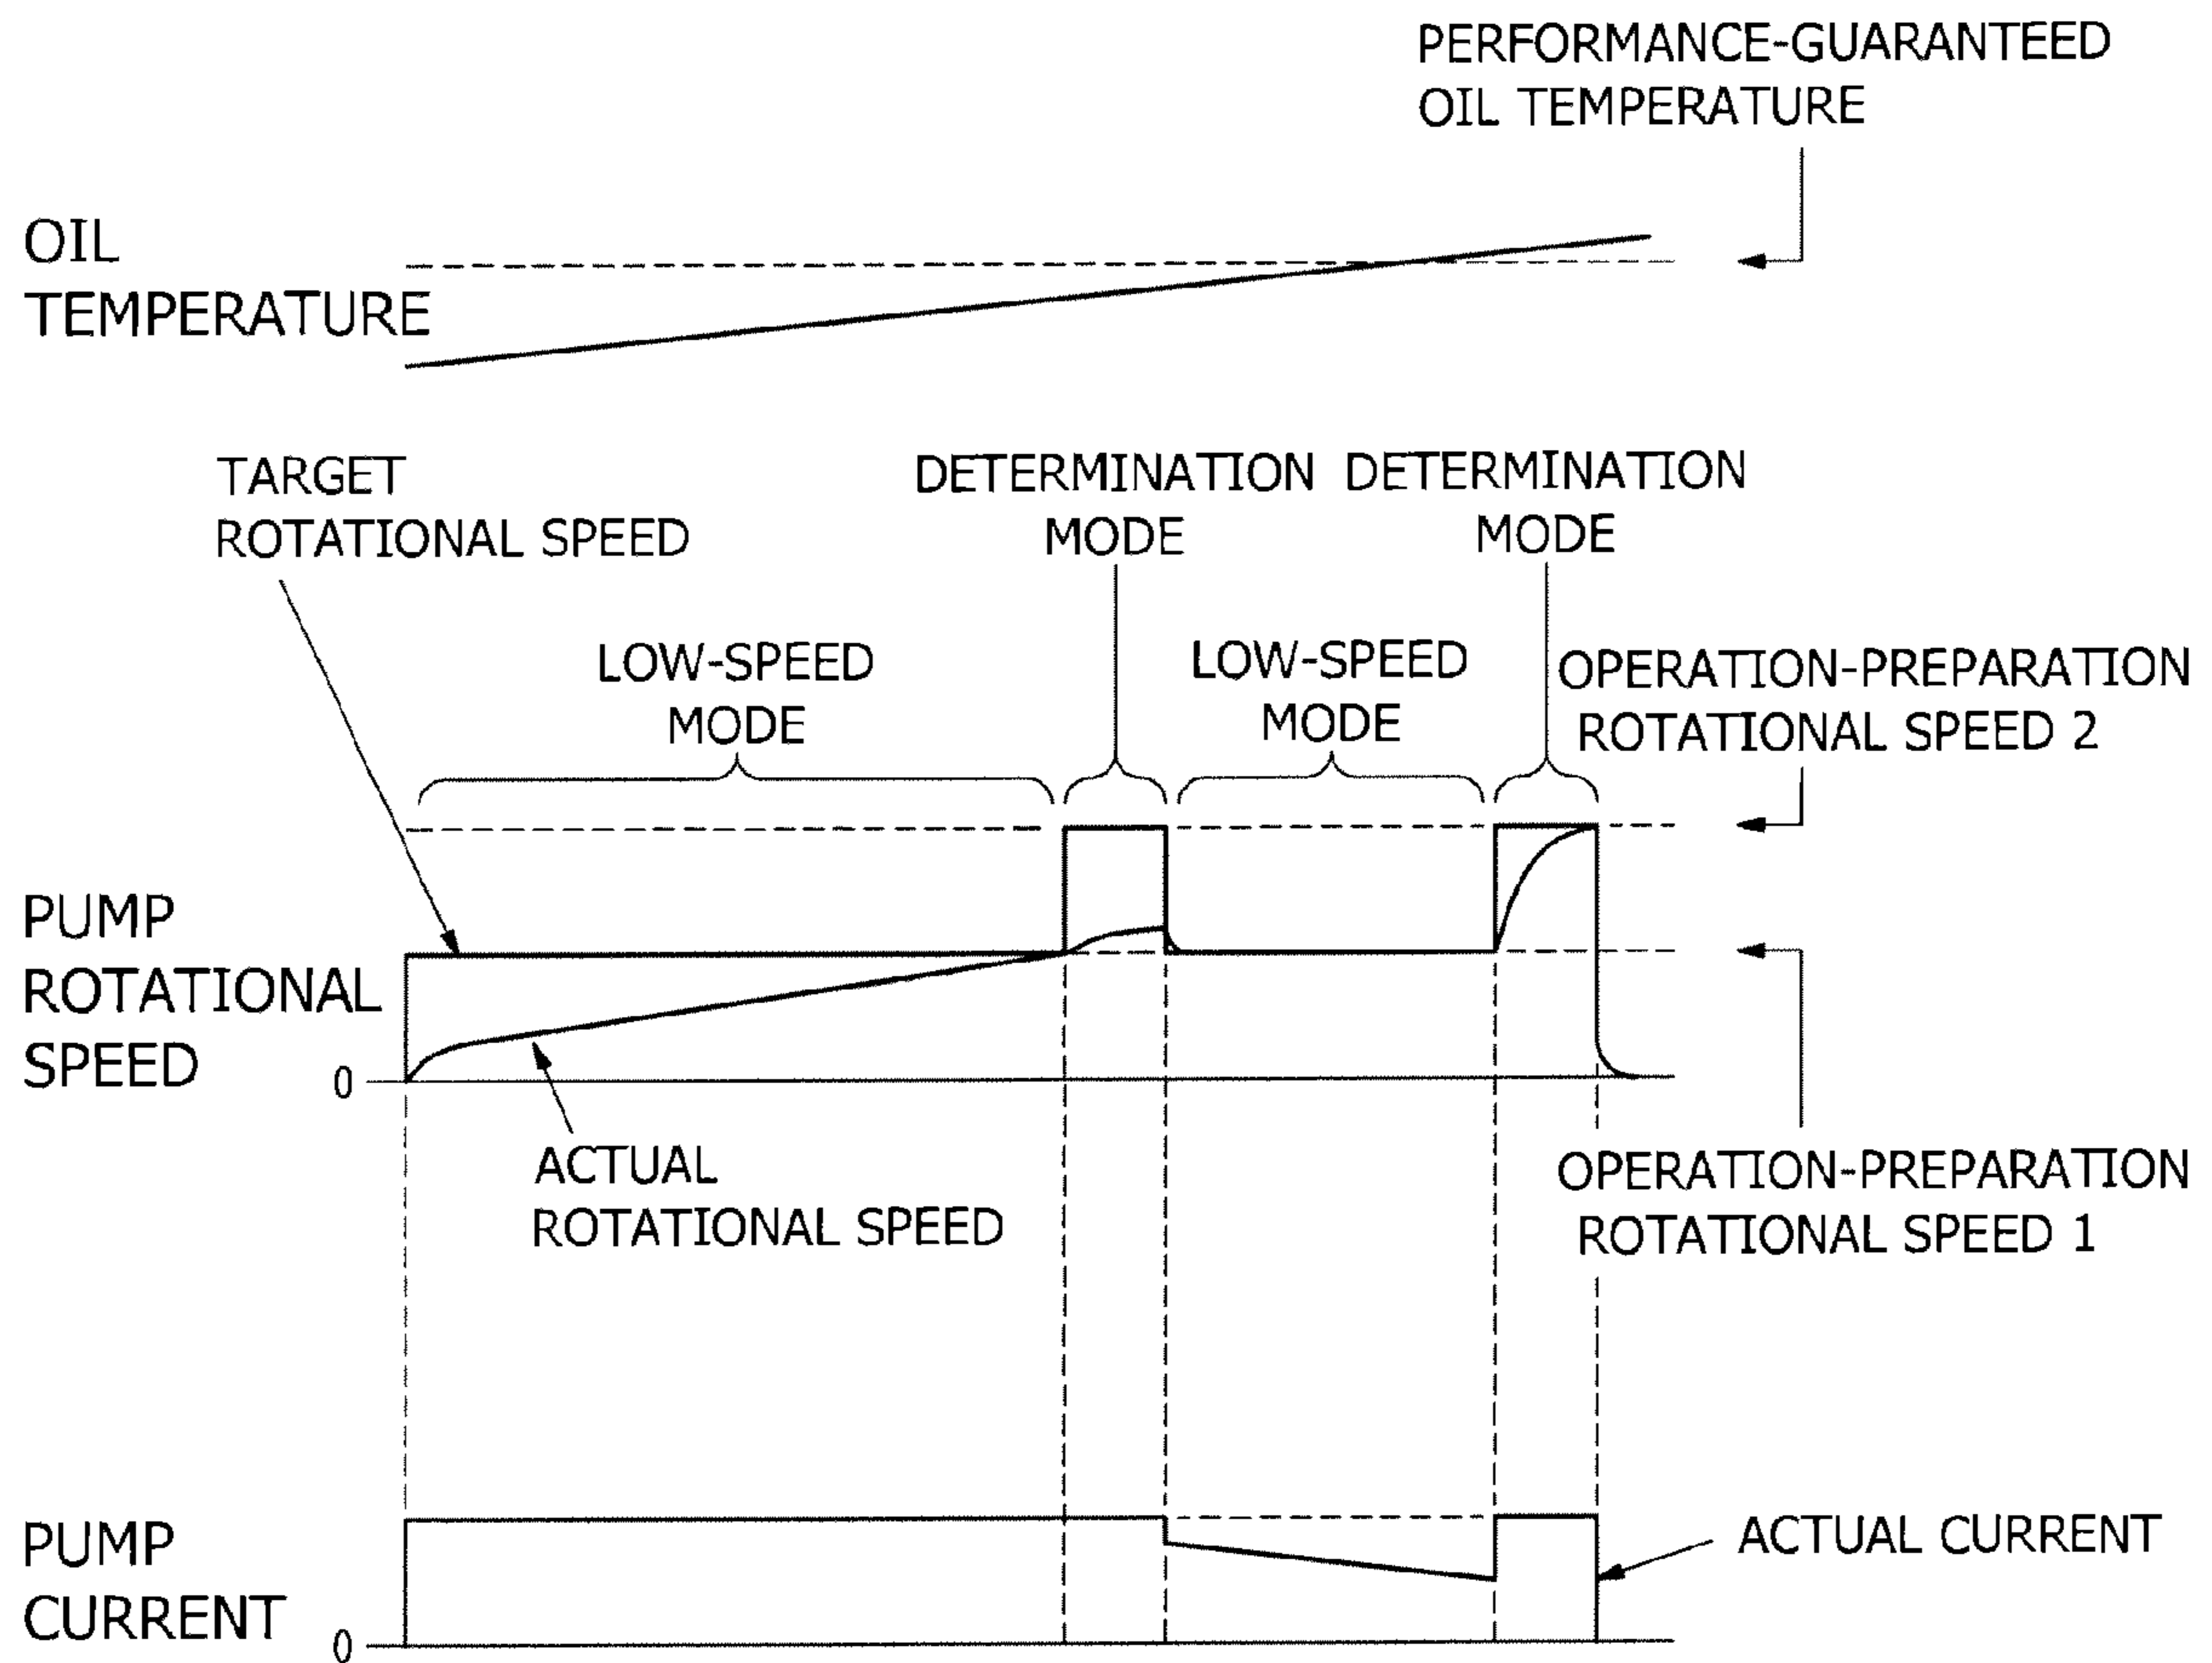 PERFORMANCE-GUARANTEED
OIL TEMPERATURE
OIL
TEMPERATURE
TARGET
ROTATIONAL SPEED
DETERMINATION
MODE
DETERMINATION
MODE
LOW-SPEED
MODE
LOW-SPEED
MODE
OPERATION-PREPARATION
ROTATIONAL SPEED 2
PUMP
ROTATIONAL
SPEED
0
ACTUAL
ROTATIONAL SPEED
OPERATION-PREPARATION
ROTATIONAL SPEED 1
PUMP
CURRENT
0
ACTUAL CURRENT